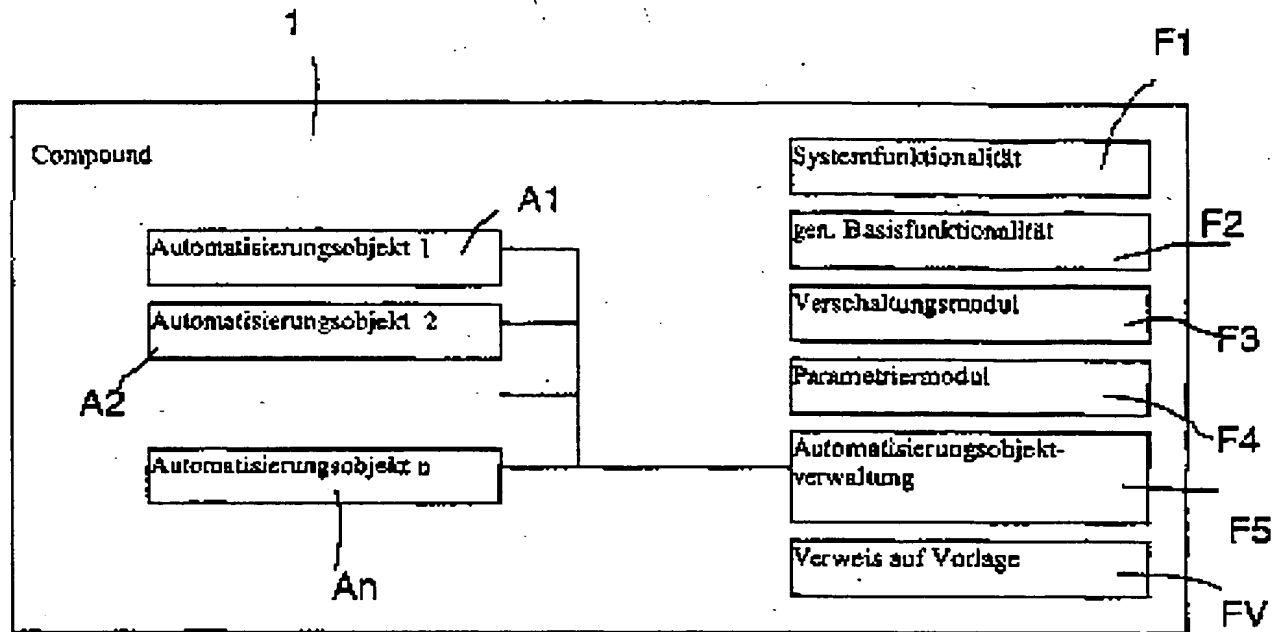 1
F1
Compound
Systemfunktionalität
A1
Automatisierungsobjekt 1
gen. Basisfunktionalität
F2
Automatisierungsobjekt 2
Verschaltungsmodul
F3
A2
Parametriermodul
F4
Automatisierungsobjekt n
Automatisierungsobjekt-
verwaltung
F5
An
Verweis auf Vorlage
FV